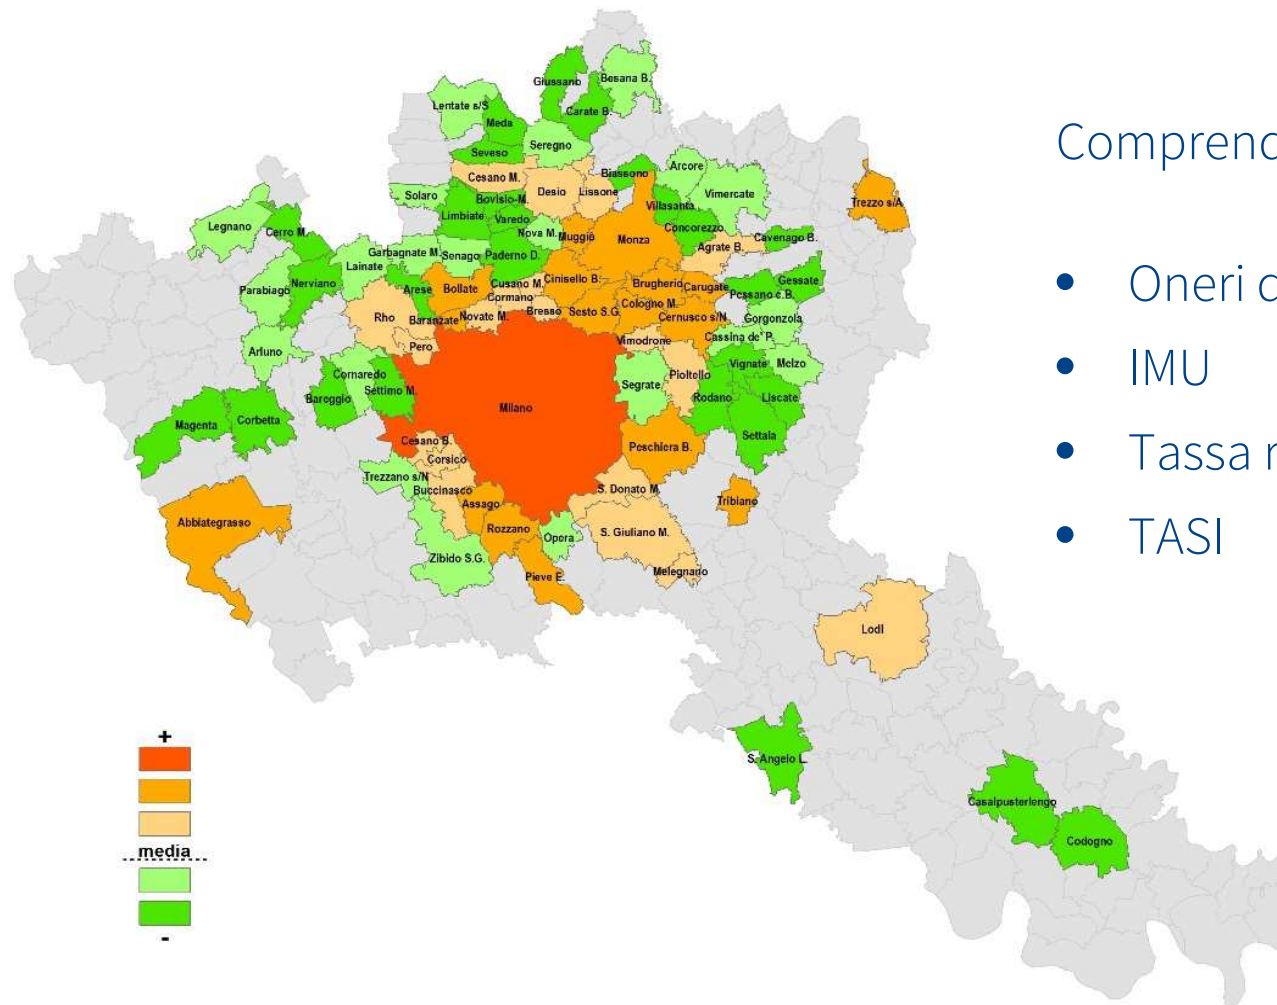 Giussano
Besana B.
Lentate s/S
Carate B.
Meda
Seregno
Seveso
Cesano M.
Biassono
Arcore
Desio
Lissone
Vimercate
Trezzo s/A
Solaro
Bovisio-M.
Villasanta
Limbiate
Varedo
Legnano
Cerro M.
Nova M.
Muggiò
Monza
Concorezzo
Cavenago B.
Agrate B.
Garbagnate M.
Senago
Paderno D.
Lainate
Nerviano
Parabiago
Arese
Bollate
Cusano M.
Cinisello B.
Brugherio
Carugate
Gessate
Pessano c.B.
Cormano
Rho
Baranzate
Novate M.
Bresso
Sesto S.G.
Cologno M.
Cernusco s/N
Gorgonzola
Cassina de' P.
Vimodrone
Pero
Arluno
Cornaredo
Settimo M.
Bareggio
Segrate
Pioltello
Vignate
Melzo
Rodano
Liscate
Milano
Magenta
Corbetta
Settala
Cesano B.
Corsico
Peschiera B.
Trezzano s/N
Buccinasco
S. Donato M.
Assago
Tribiano
Abbiategrasso
Rozzano
Opera
S. Giuliano M.
Zibido S.G.
Pieve E.
Melegnano
Lodi
S. Angelo L.
Casalpusterlengo
Codogno
+
media
-
Comprend
• Oneri c
• IMU
• Tassa r
• TASI